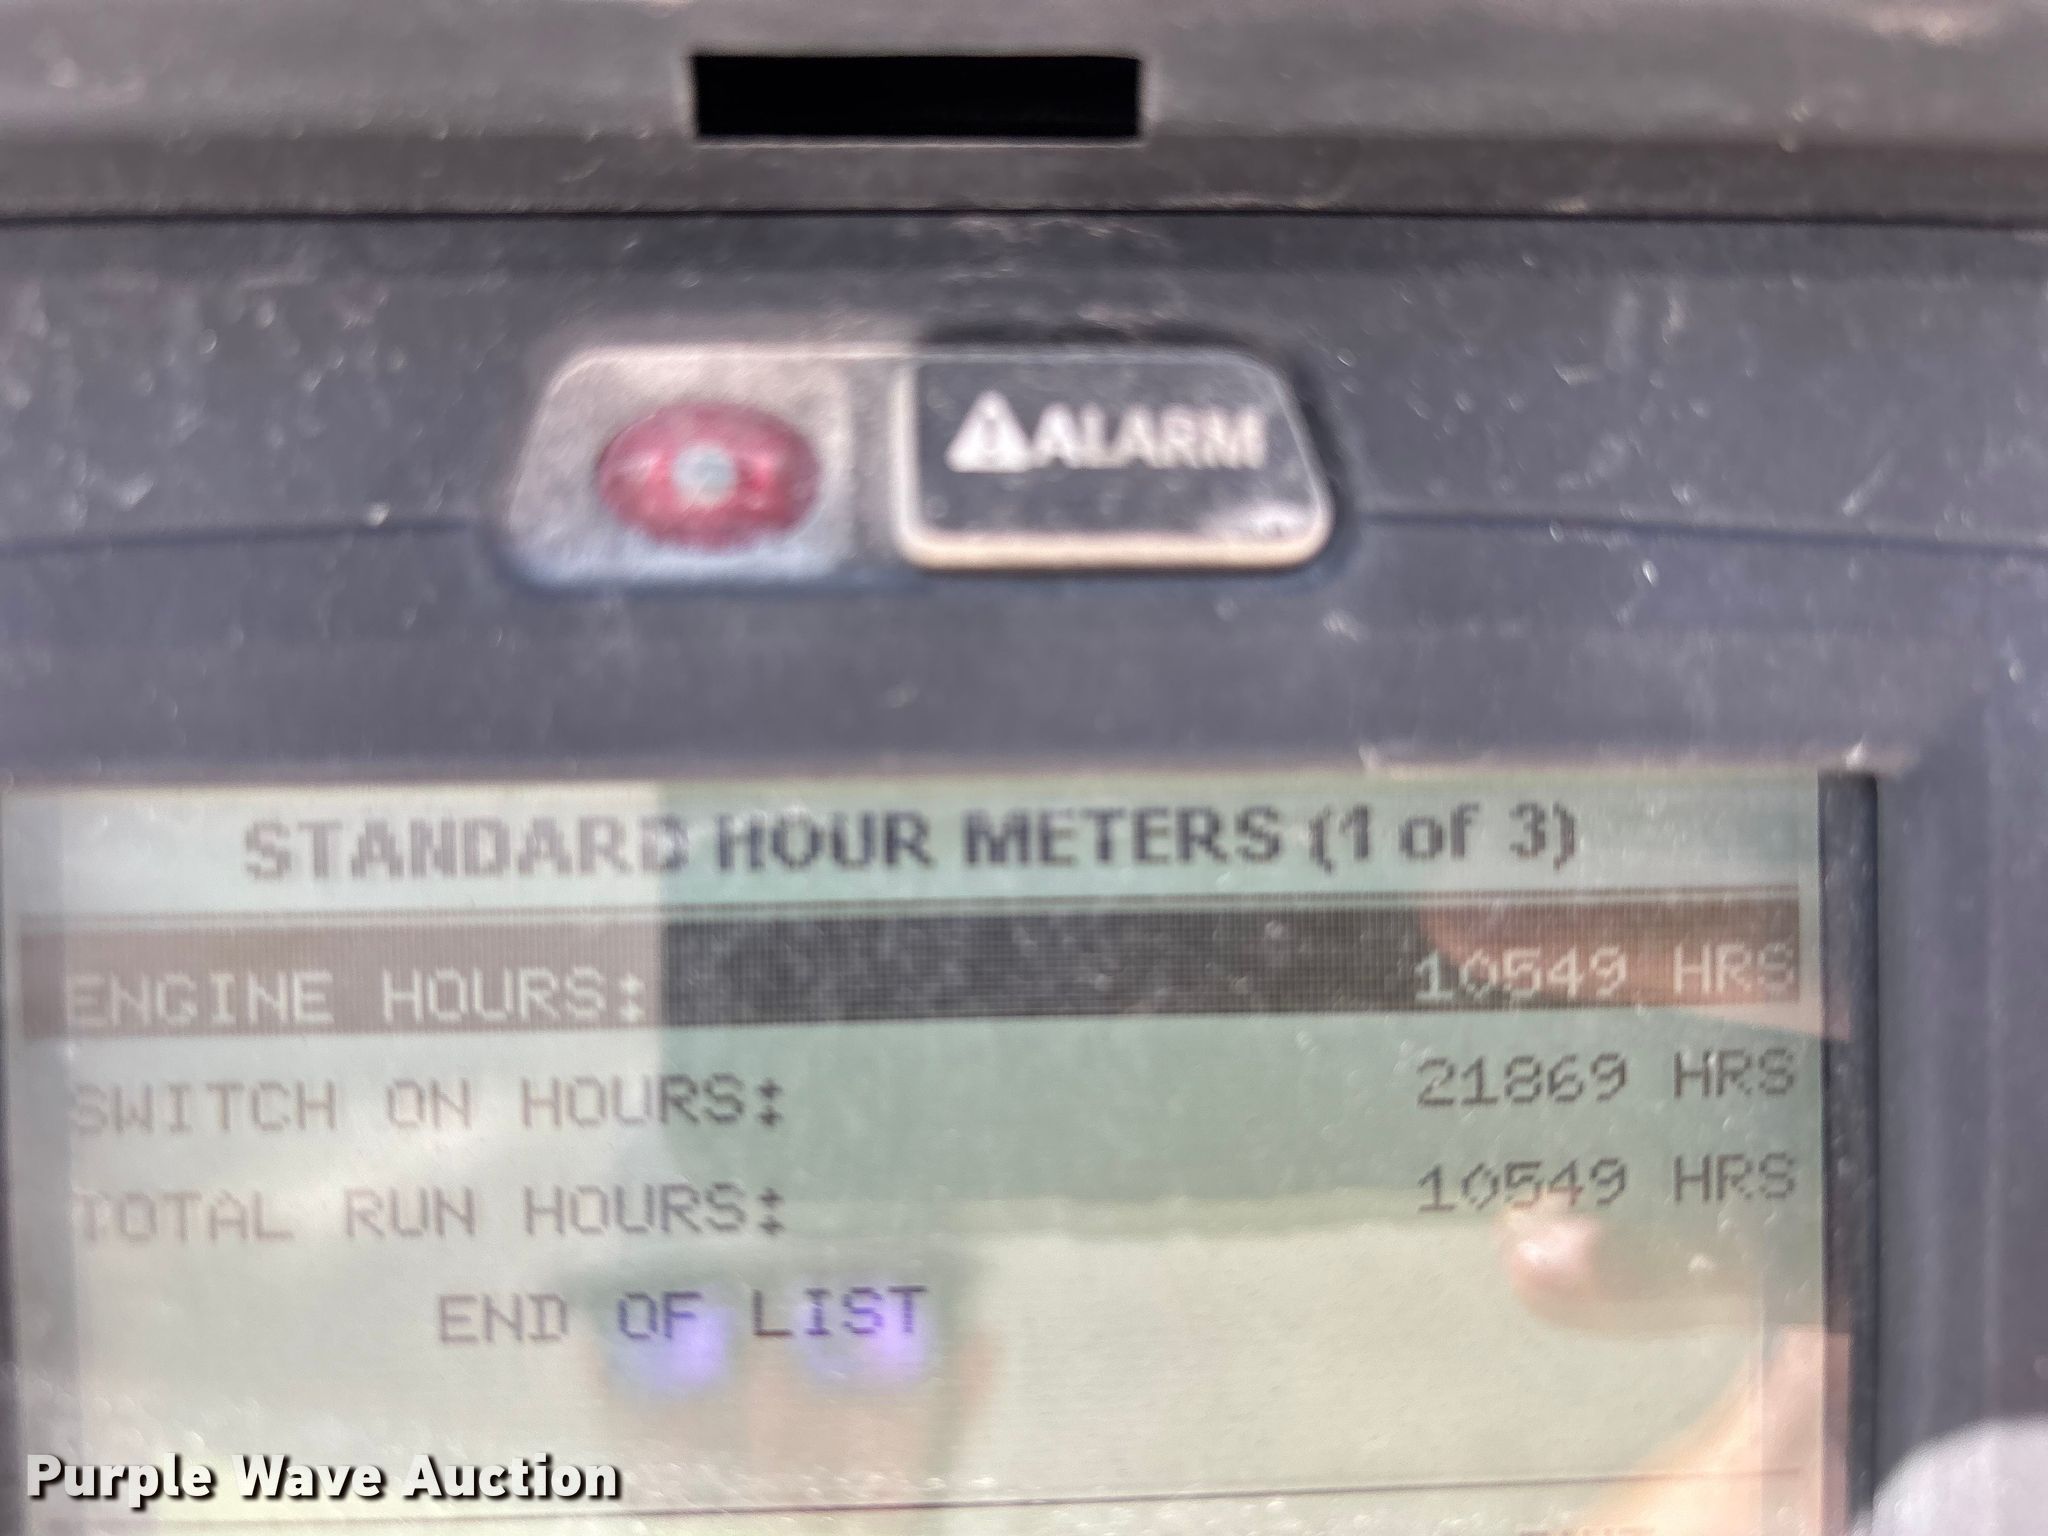 ALARM
STANDARD HOUR METERS (1 of 3)
ENGINE HOURS: 10549 HRS
SWITCH ON HOURS: 21869 HRS
TOTAL RUN HOURS: 10549 HRS
END OF LIST
Purple Wave Auction